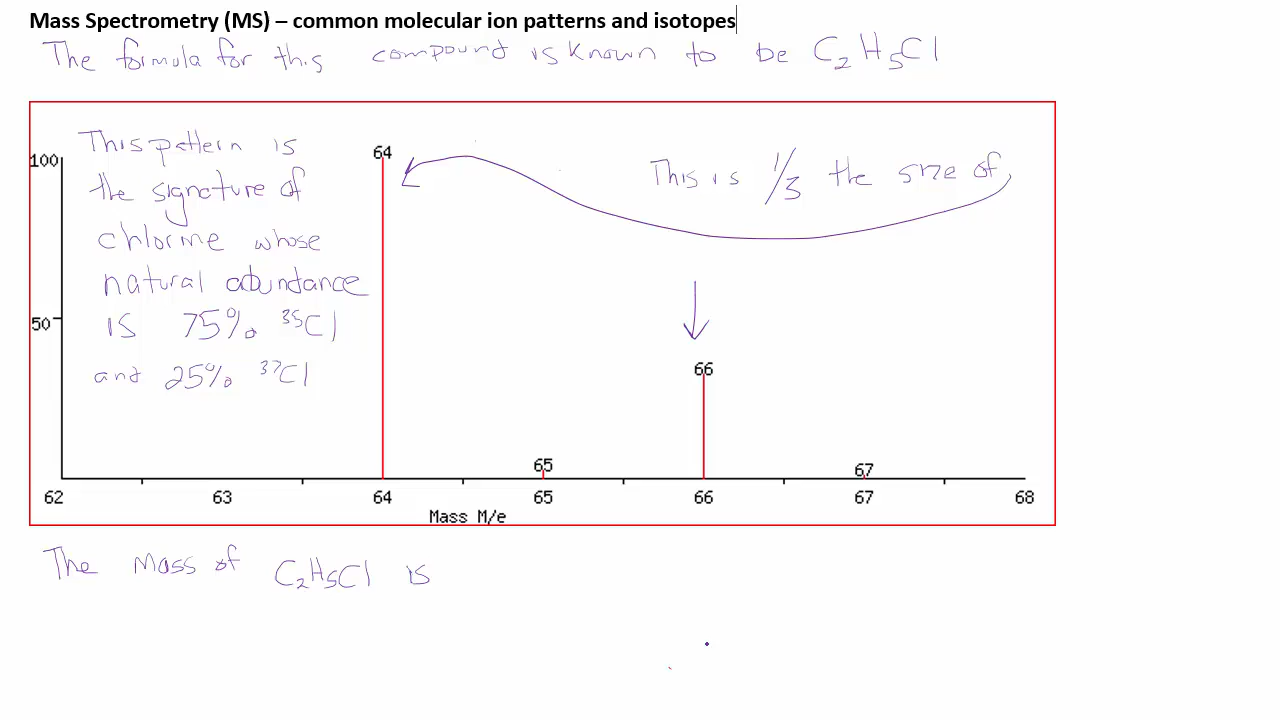 Mass Spectrometry (MS) – common molecular ion patterns and isotopes
The formula for this compound is known to be C₂H₅Cl
This pattern is
the signature of
chlorine whose
natural abundance
is 75% ³⁵Cl
and 25% ³⁷Cl
This is 1/3 the size of
100
50
64
65
66
67
62 63 64 65 66 67 68
Mass M/e
The Mass of C₂H₅Cl is